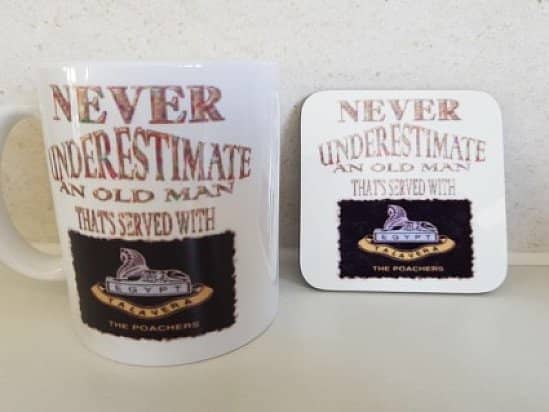 NEVER
UNDERESTIMATE
AN OLD MAN
THAT'S SERVED WITH
EGYPT
TALAVERA
THE POACHERS
NEVER
UNDERESTIMATE
AN OLD MAN
THAT'S SERVED WITH
EGYPT
TALAVERA
THE POACHERS